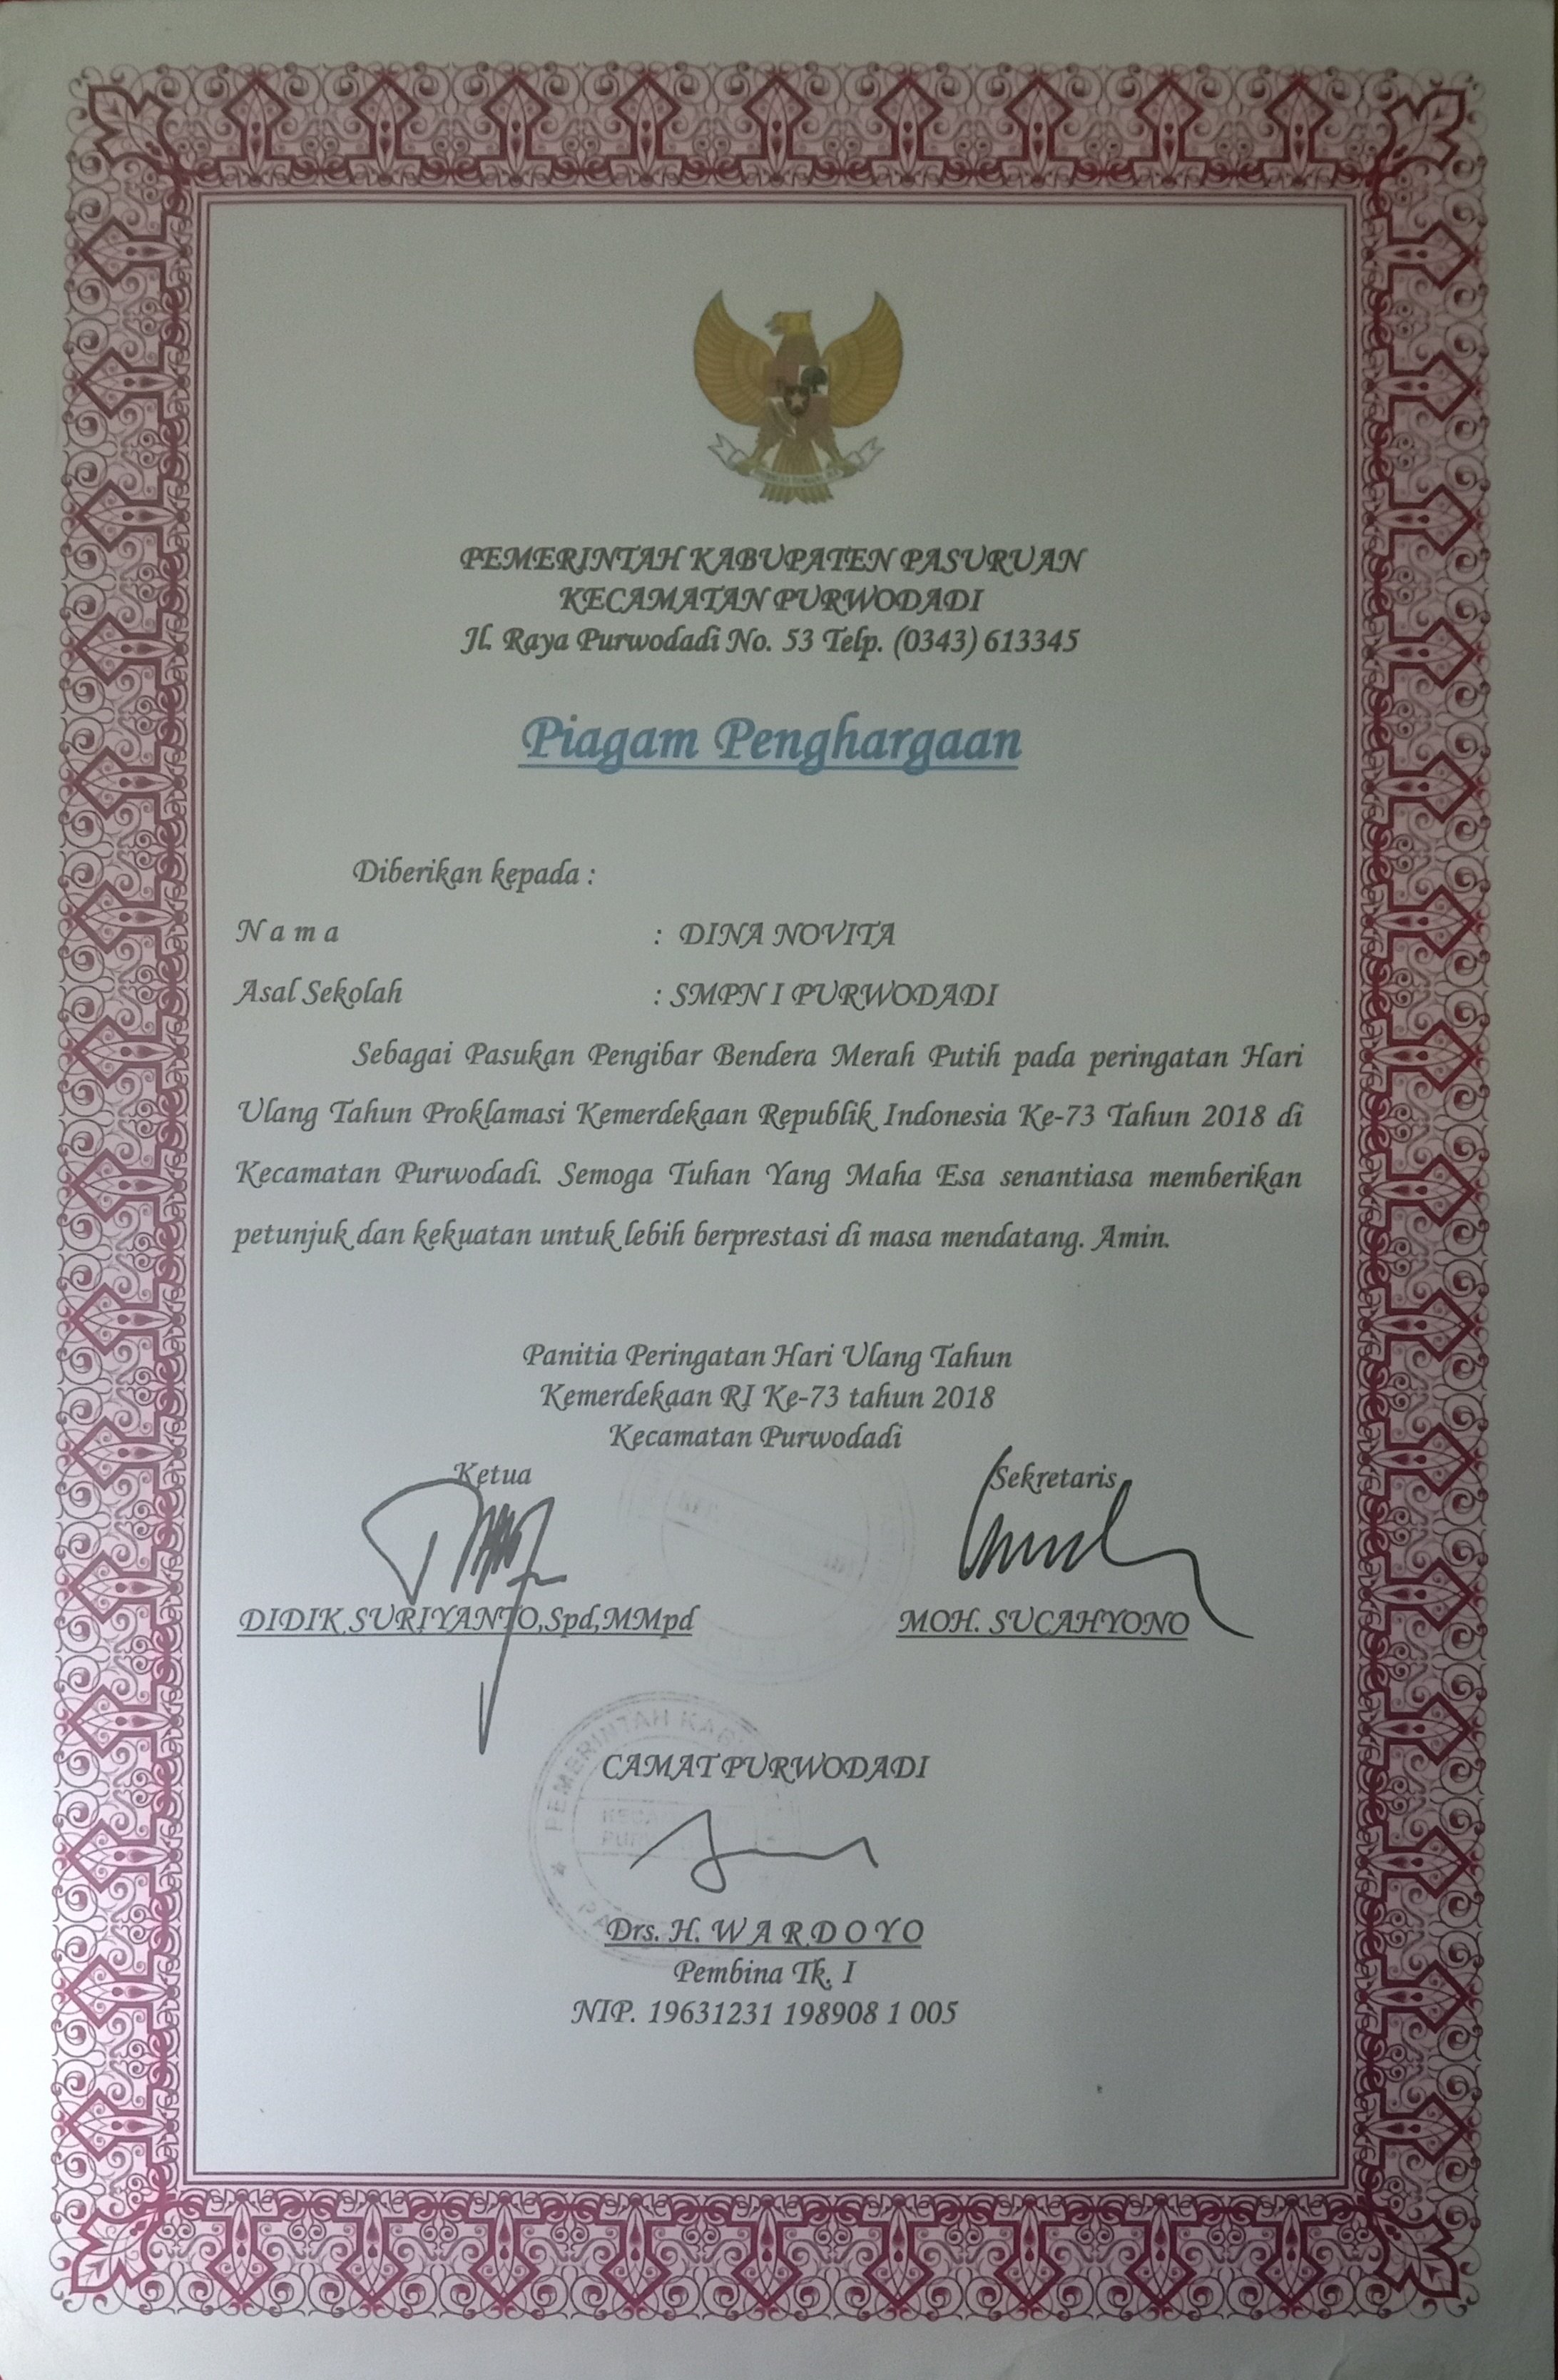 PEMERINTAH KABUPATEN PASURUAN
KECAMATAN PURWODADI
Jl. Raya Purwodadi No. 53 Telp. (0343) 613345
Piagam Penghargaan
Diberikan kepada :
N a m a : DINA NOVITA
Asal Sekolah : SMPN I PURWODADI
Sebagai Pasukan Pengibar Bendera Merah Putih pada peringatan Hari
Ulang Tahun Proklamasi Kemerdekaan Republik Indonesia Ke-73 Tahun 2018 di
Kecamatan Purwodadi. Semoga Tuhan Yang Maha Esa senantiasa memberikan
petunjuk dan kekuatan untuk lebih berprestasi di masa mendatang. Amin.
Panitia Peringatan Hari Ulang Tahun
Kemerdekaan RI Ke-73 tahun 2018
Kecamatan Purwodadi
Ketua Sekretaris
DIDIK SURIYANTO,Spd,MMpd MOH. SUCAHYONO
PEMERINTAH KAB
CAMAT PURWODADI
Drs. H. W A R D O Y O
Pembina Tk. I
NIP. 19631231 198908 1 005